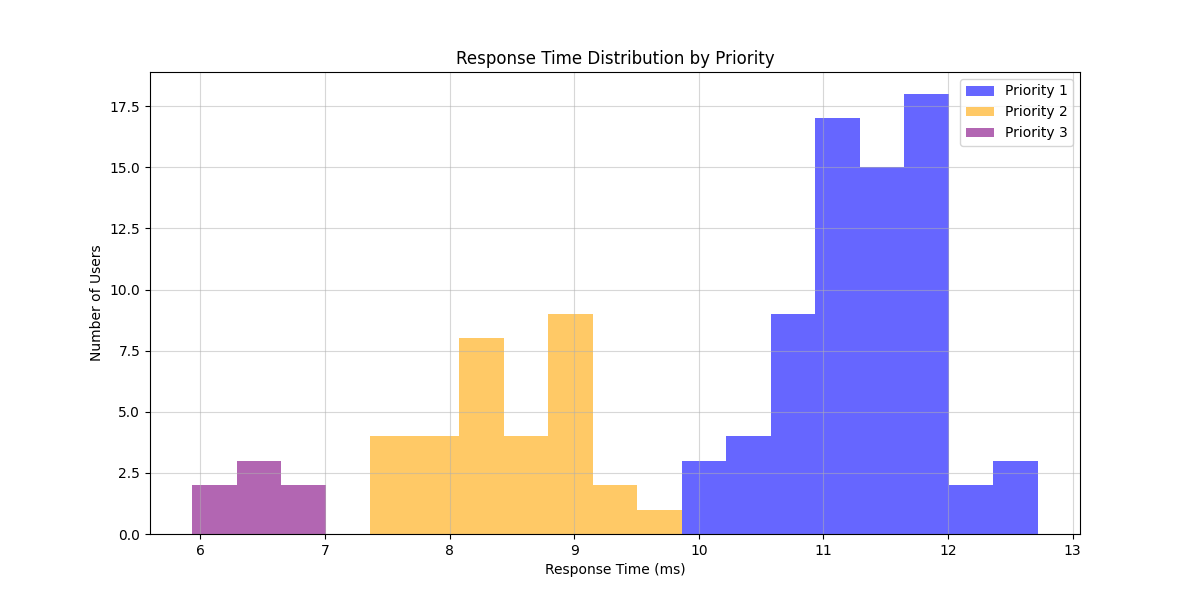 Response Time Distribution by Priority
Priority 1
Priority 2
Priority 3
17.5
15.0
12.5
10.0
7.5
5.0
2.5
0.0
Number of Users
6 7 8 9 10 11 12 13
Response Time (ms)